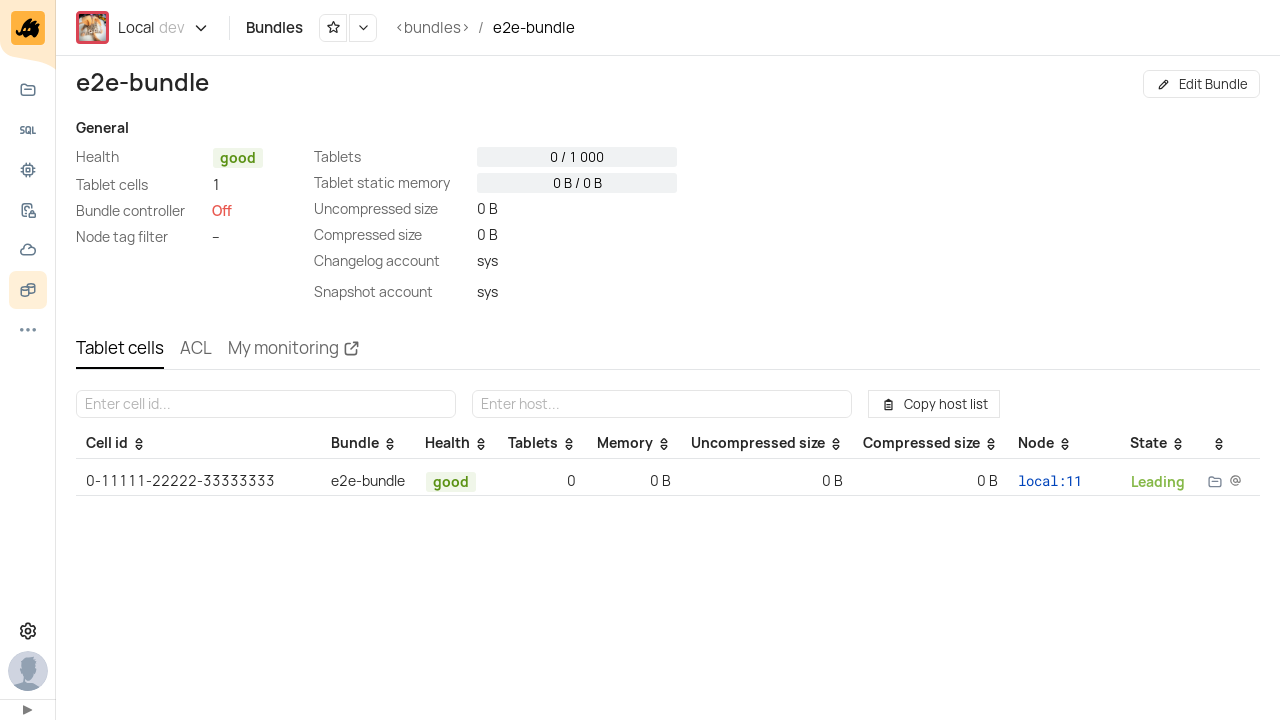 Local dev
Bundles
<bundles> / e2e-bundle
SQL
e2e-bundle
Edit Bundle
General
Health good
Tablet cells 1
Bundle controller Off
Node tag filter –
Tablets 0 / 1 000
Tablet static memory 0 B / 0 B
Uncompressed size 0 B
Compressed size 0 B
Changelog account sys
Snapshot account sys
Tablet cells ACL My monitoring
Enter cell id... Enter host... Copy host list
Cell id Bundle Health Tablets Memory Uncompressed size Compressed size Node State
0-11111-22222-33333333 e2e-bundle good 0 0 B 0 B 0 B local:11 Leading